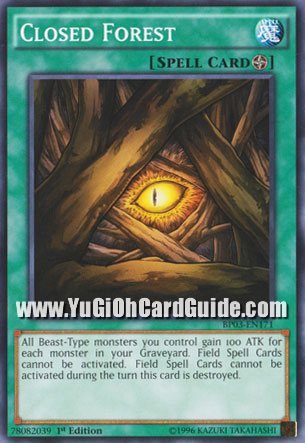 CLOSED FOREST
[SPELL CARD]
www.YuGiOhCardGuide.com
BP03-EN171
All Beast-Type monsters you control gain 100 ATK for
each monster in your Graveyard. Field Spell Cards
cannot be activated. Field Spell Cards cannot be
activated during the turn this card is destroyed.
78082039 1st Edition ©1996 KAZUKI TAKAHASHI